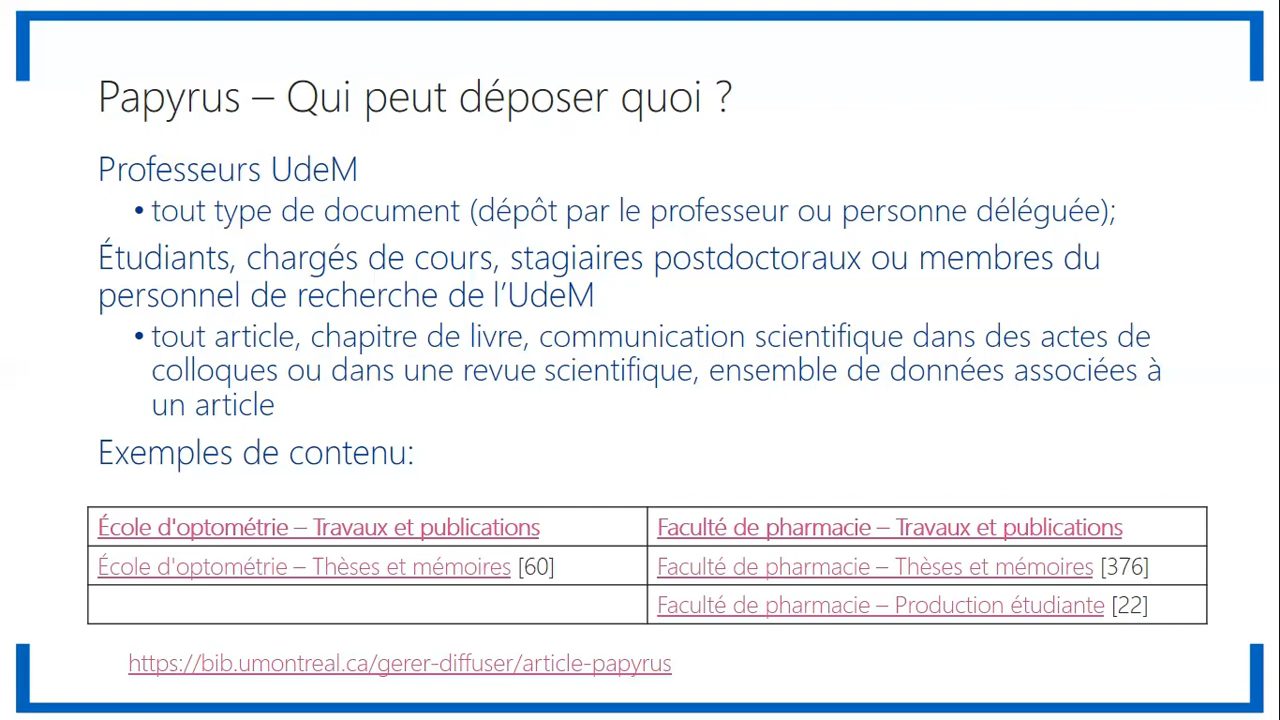 Papyrus – Qui peut déposer quoi ?
Professeurs UdeM
• tout type de document (dépôt par le professeur ou personne déléguée);
Étudiants, chargés de cours, stagiaires postdoctoraux ou membres du
personnel de recherche de l’UdeM
• tout article, chapitre de livre, communication scientifique dans des actes de
colloques ou dans une revue scientifique, ensemble de données associées à
un article
Exemples de contenu:
École d'optométrie – Travaux et publications
Faculté de pharmacie – Travaux et publications
École d'optométrie – Thèses et mémoires [60]
Faculté de pharmacie – Thèses et mémoires [376]
Faculté de pharmacie – Production étudiante [22]
https://bib.umontreal.ca/gerer-diffuser/article-papyrus